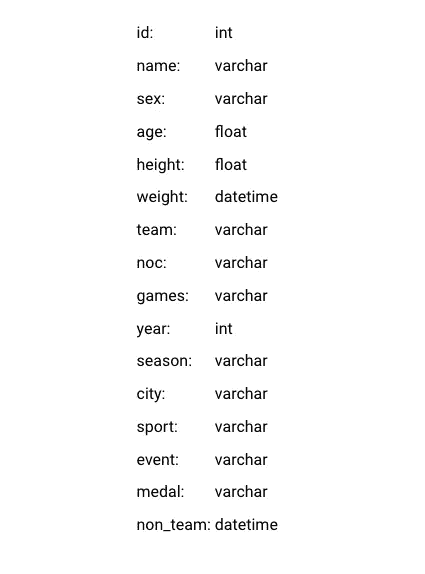 id: int
name: varchar
sex: varchar
age: float
height: float
weight: datetime
team: varchar
noc: varchar
games: varchar
year: int
season: varchar
city: varchar
sport: varchar
event: varchar
medal: varchar
non_team: datetime